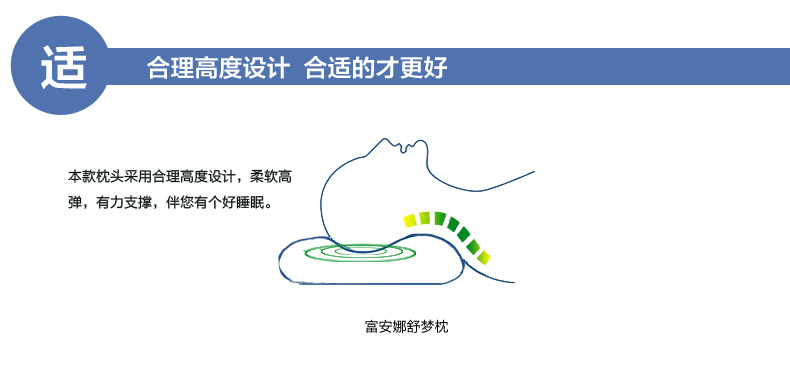 适
合理高度设计 合适的才更好
本款枕头采用合理高度设计，柔软高
弹，有力支撑，伴您有个好睡眠。
富安娜舒梦枕